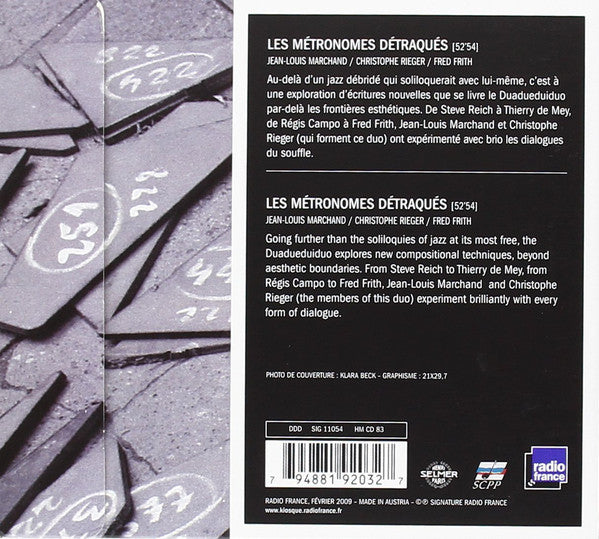 LES MÉTRONOMES DÉTRAQUÉS [52'54]
JEAN-LOUIS MARCHAND / CHRISTOPHE RIEGER / FRED FRITH
Au-delà d'un jazz débridé qui soliloquerait avec lui-même, c'est à
une exploration d'écritures nouvelles que se livre le Duadueduiduo
par-delà les frontières esthétiques. De Steve Reich à Thierry de Mey,
de Régis Campo à Fred Frith, Jean-Louis Marchand et Christophe
Rieger (qui forment ce duo) ont expérimenté avec brio les dialogues
du souffle.
LES MÉTRONOMES DÉTRAQUÉS [52'54]
JEAN-LOUIS MARCHAND / CHRISTOPHE RIEGER / FRED FRITH
Going further than the soliloquies of jazz at its most free, the
Duadueduiduo explores new compositional techniques, beyond
aesthetic boundaries. From Steve Reich to Thierry de Mey, from
Régis Campo to Fred Frith, Jean-Louis Marchand and Christophe
Rieger (the members of this duo) experiment brilliantly with every
form of dialogue.
PHOTO DE COUVERTURE : KLARA BECK - GRAPHISME : 21X29,7
DDD SIG 11054 HM CD 83
7 94881 92032 7
SELMER
PARIS
SCPP
radio
france
RADIO FRANCE, FÉVRIER 2009 - MADE IN AUSTRIA - ©℗ SIGNATURE RADIO FRANCE
www.kiosque.radiofrance.com
322
422
251
222
422